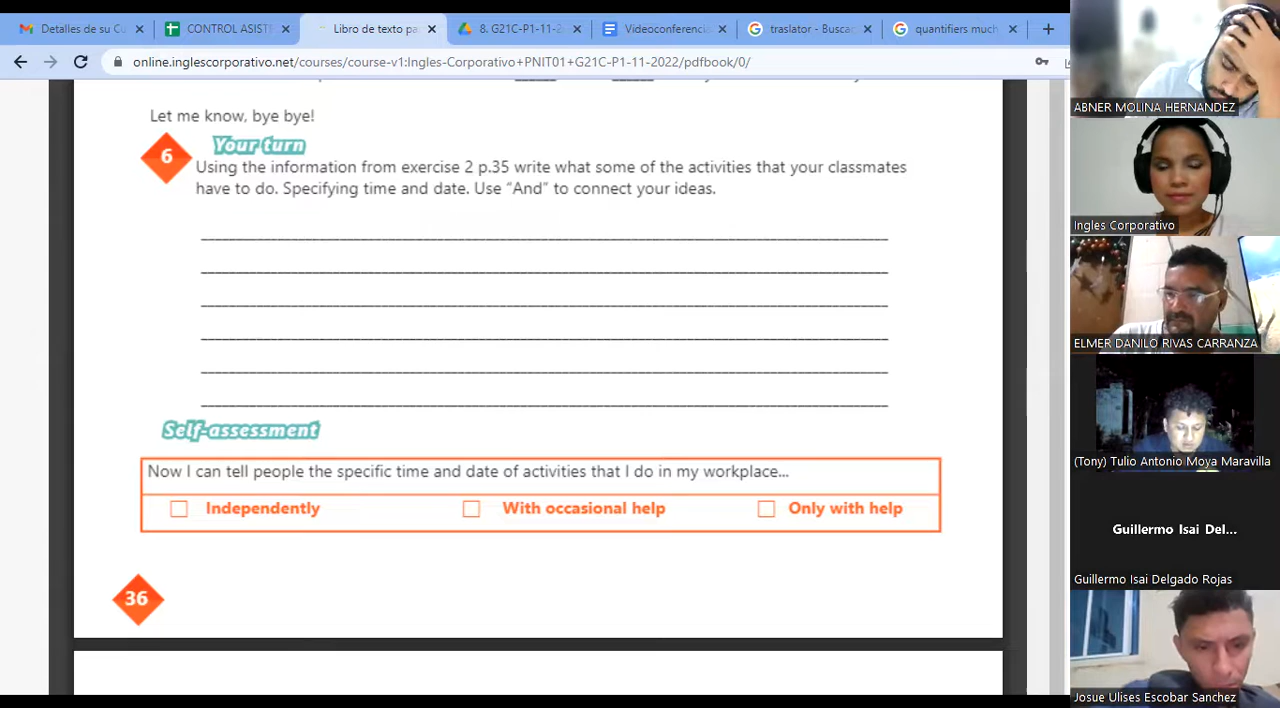 Detalles de su Cu
CONTROL ASISTI
Libro de texto pa
8. G21C-P1-11-2
Videoconferencia
traslator - Buscac
quantifiers much
online.inglescorporativo.net/courses/course-v1:Ingles-Corporativo+PNIT01+G21C-P1-11-2022/pdfbook/0/
Let me know, bye bye!
6
Your turn
Using the information from exercise 2 p.35 write what some of the activities that your classmates
have to do. Specifying time and date. Use “And” to connect your ideas.
Self-assessment
Now I can tell people the specific time and date of activities that I do in my workplace...
Independently
With occasional help
Only with help
36
ABNER MOLINA HERNANDEZ
Ingles Corporativo
ELMER DANILO RIVAS CARRANZA
(Tony) Tulio Antonio Moya Maravilla
Guillermo Isai Del...
Guillermo Isai Delgado Rojas
Josue Ulises Escobar Sanchez